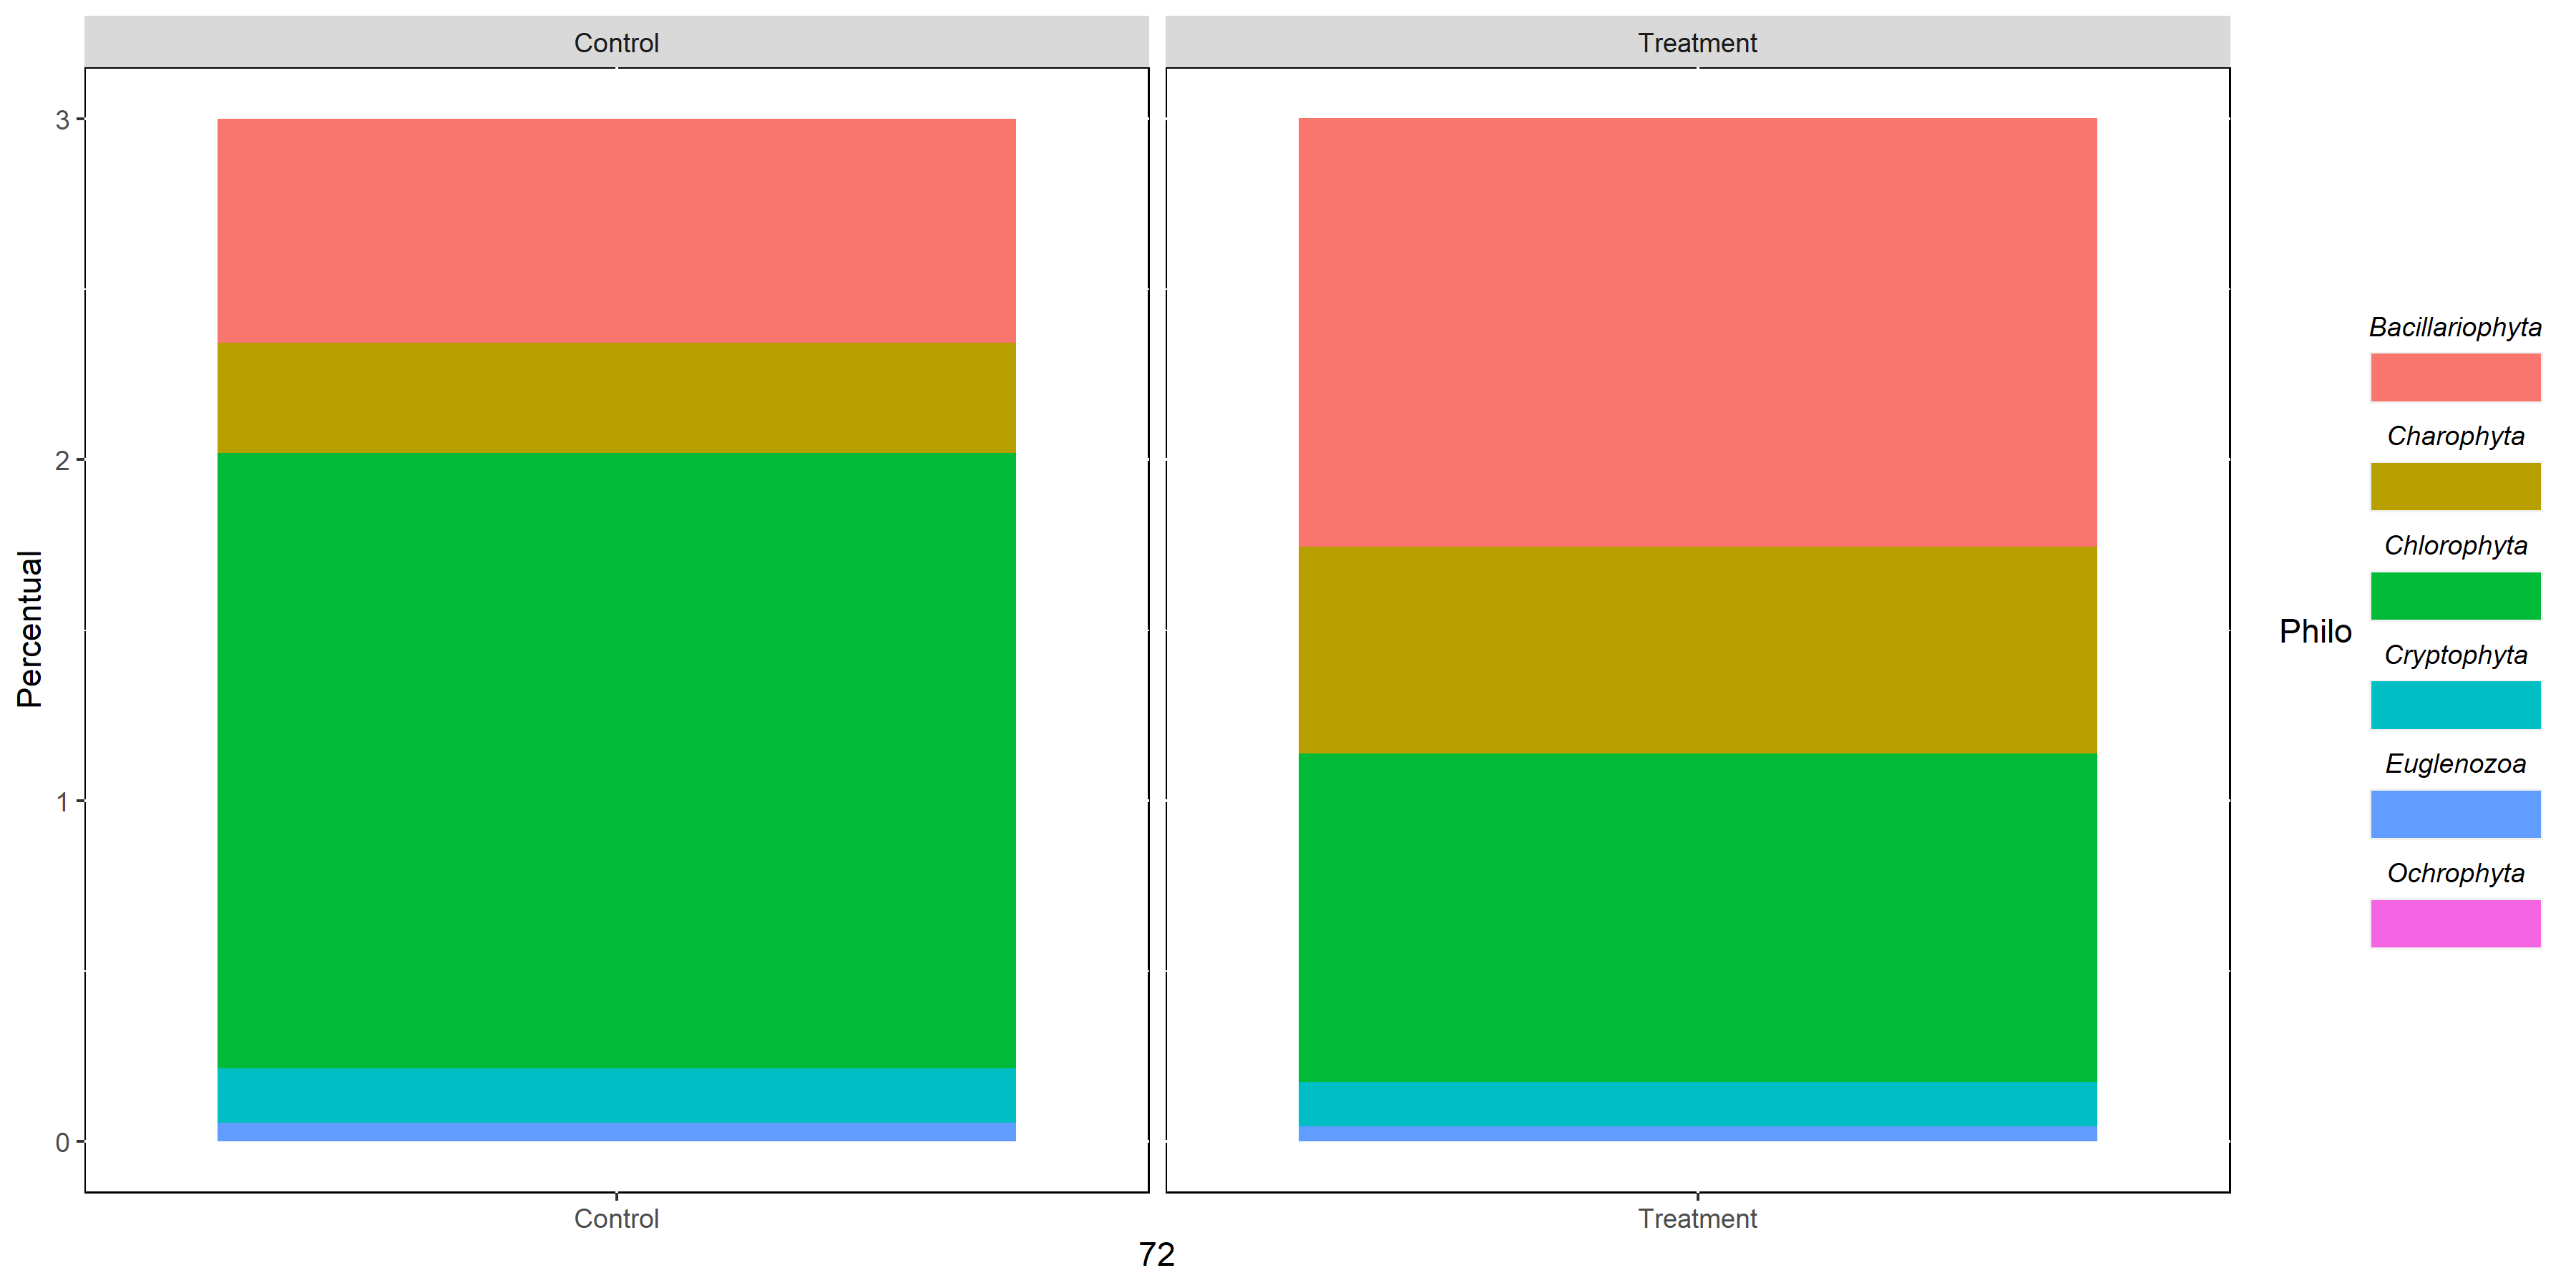 Control
Treatment
Percentual
3
2
1
0
Control
Treatment
72
Philo
Bacillariophyta
Charophyta
Chlorophyta
Cryptophyta
Euglenozoa
Ochrophyta